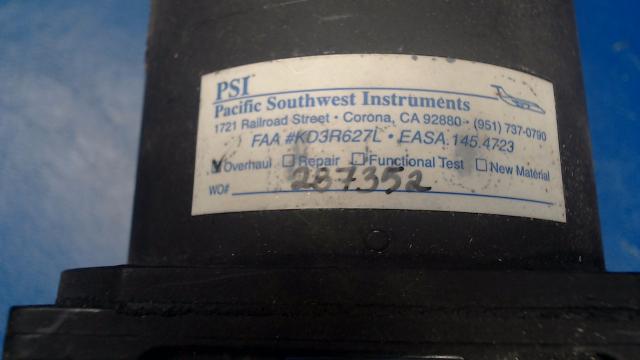 PSI
Pacific Southwest Instruments
1721 Railroad Street • Corona, CA 92880 • (951) 737-0790
FAA #KD3R627L • EASA.145.4723
Overhaul Repair Functional Test New Material
WO# 287352